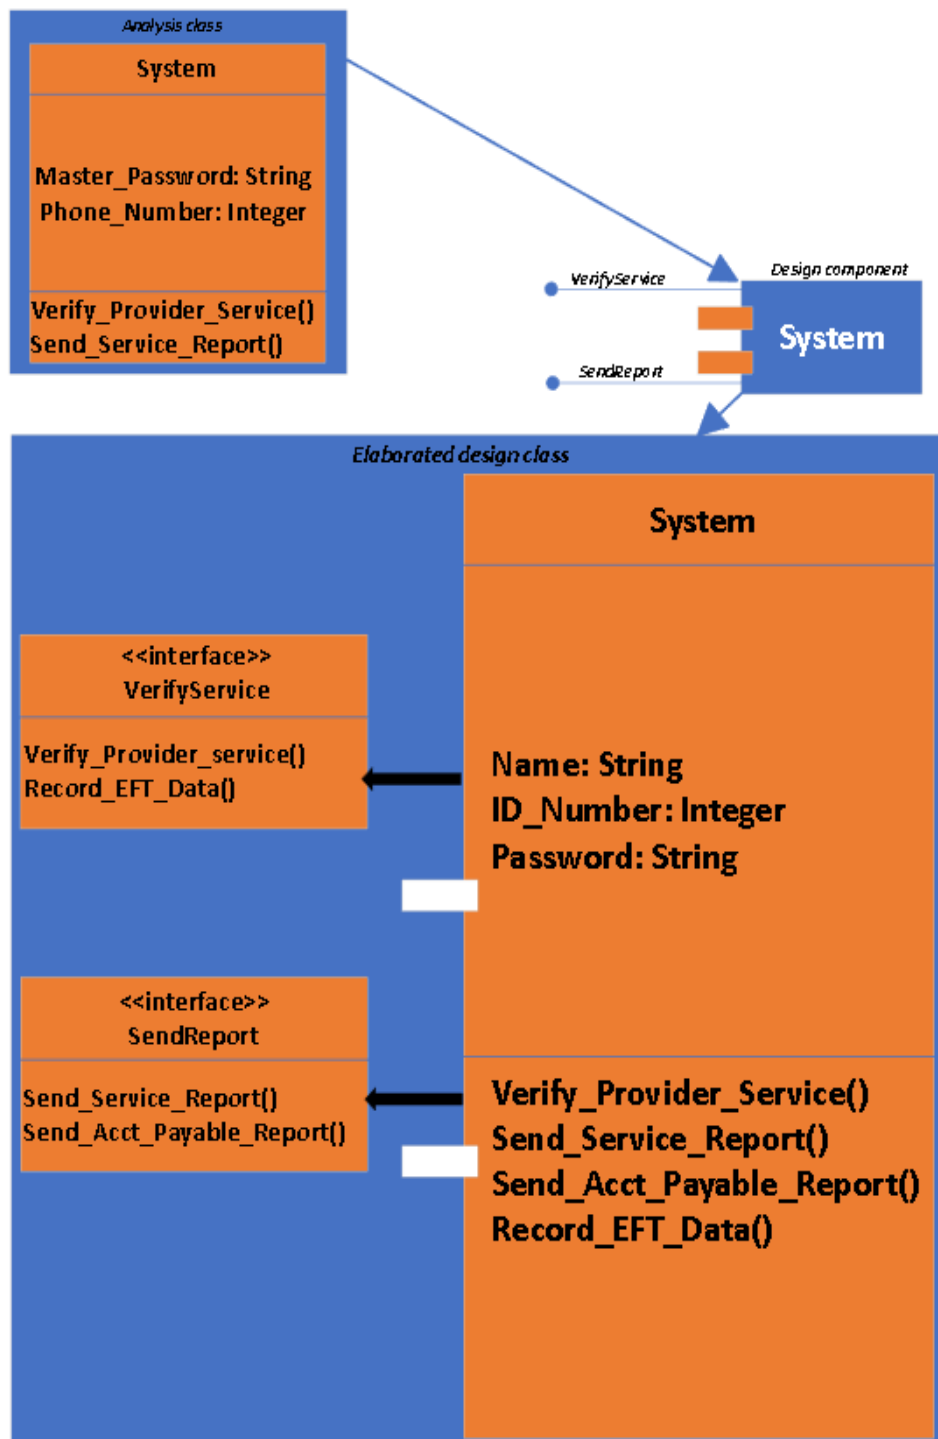 Analysis class
System
Master_Password: String
Phone_Number: Integer
Verify_Provider_Service()
Send_Service_Report()
VerifyService
Design component
System
SendReport
Elaborated design class
System
<<interface>>
VerifyService
Verify_Provider_service()
Record_EFT_Data()
Name: String
ID_Number: Integer
Password: String
<<interface>>
SendReport
Send_Service_Report()
Send_Acct_Payable_Report()
Verify_Provider_Service()
Send_Service_Report()
Send_Acct_Payable_Report()
Record_EFT_Data()